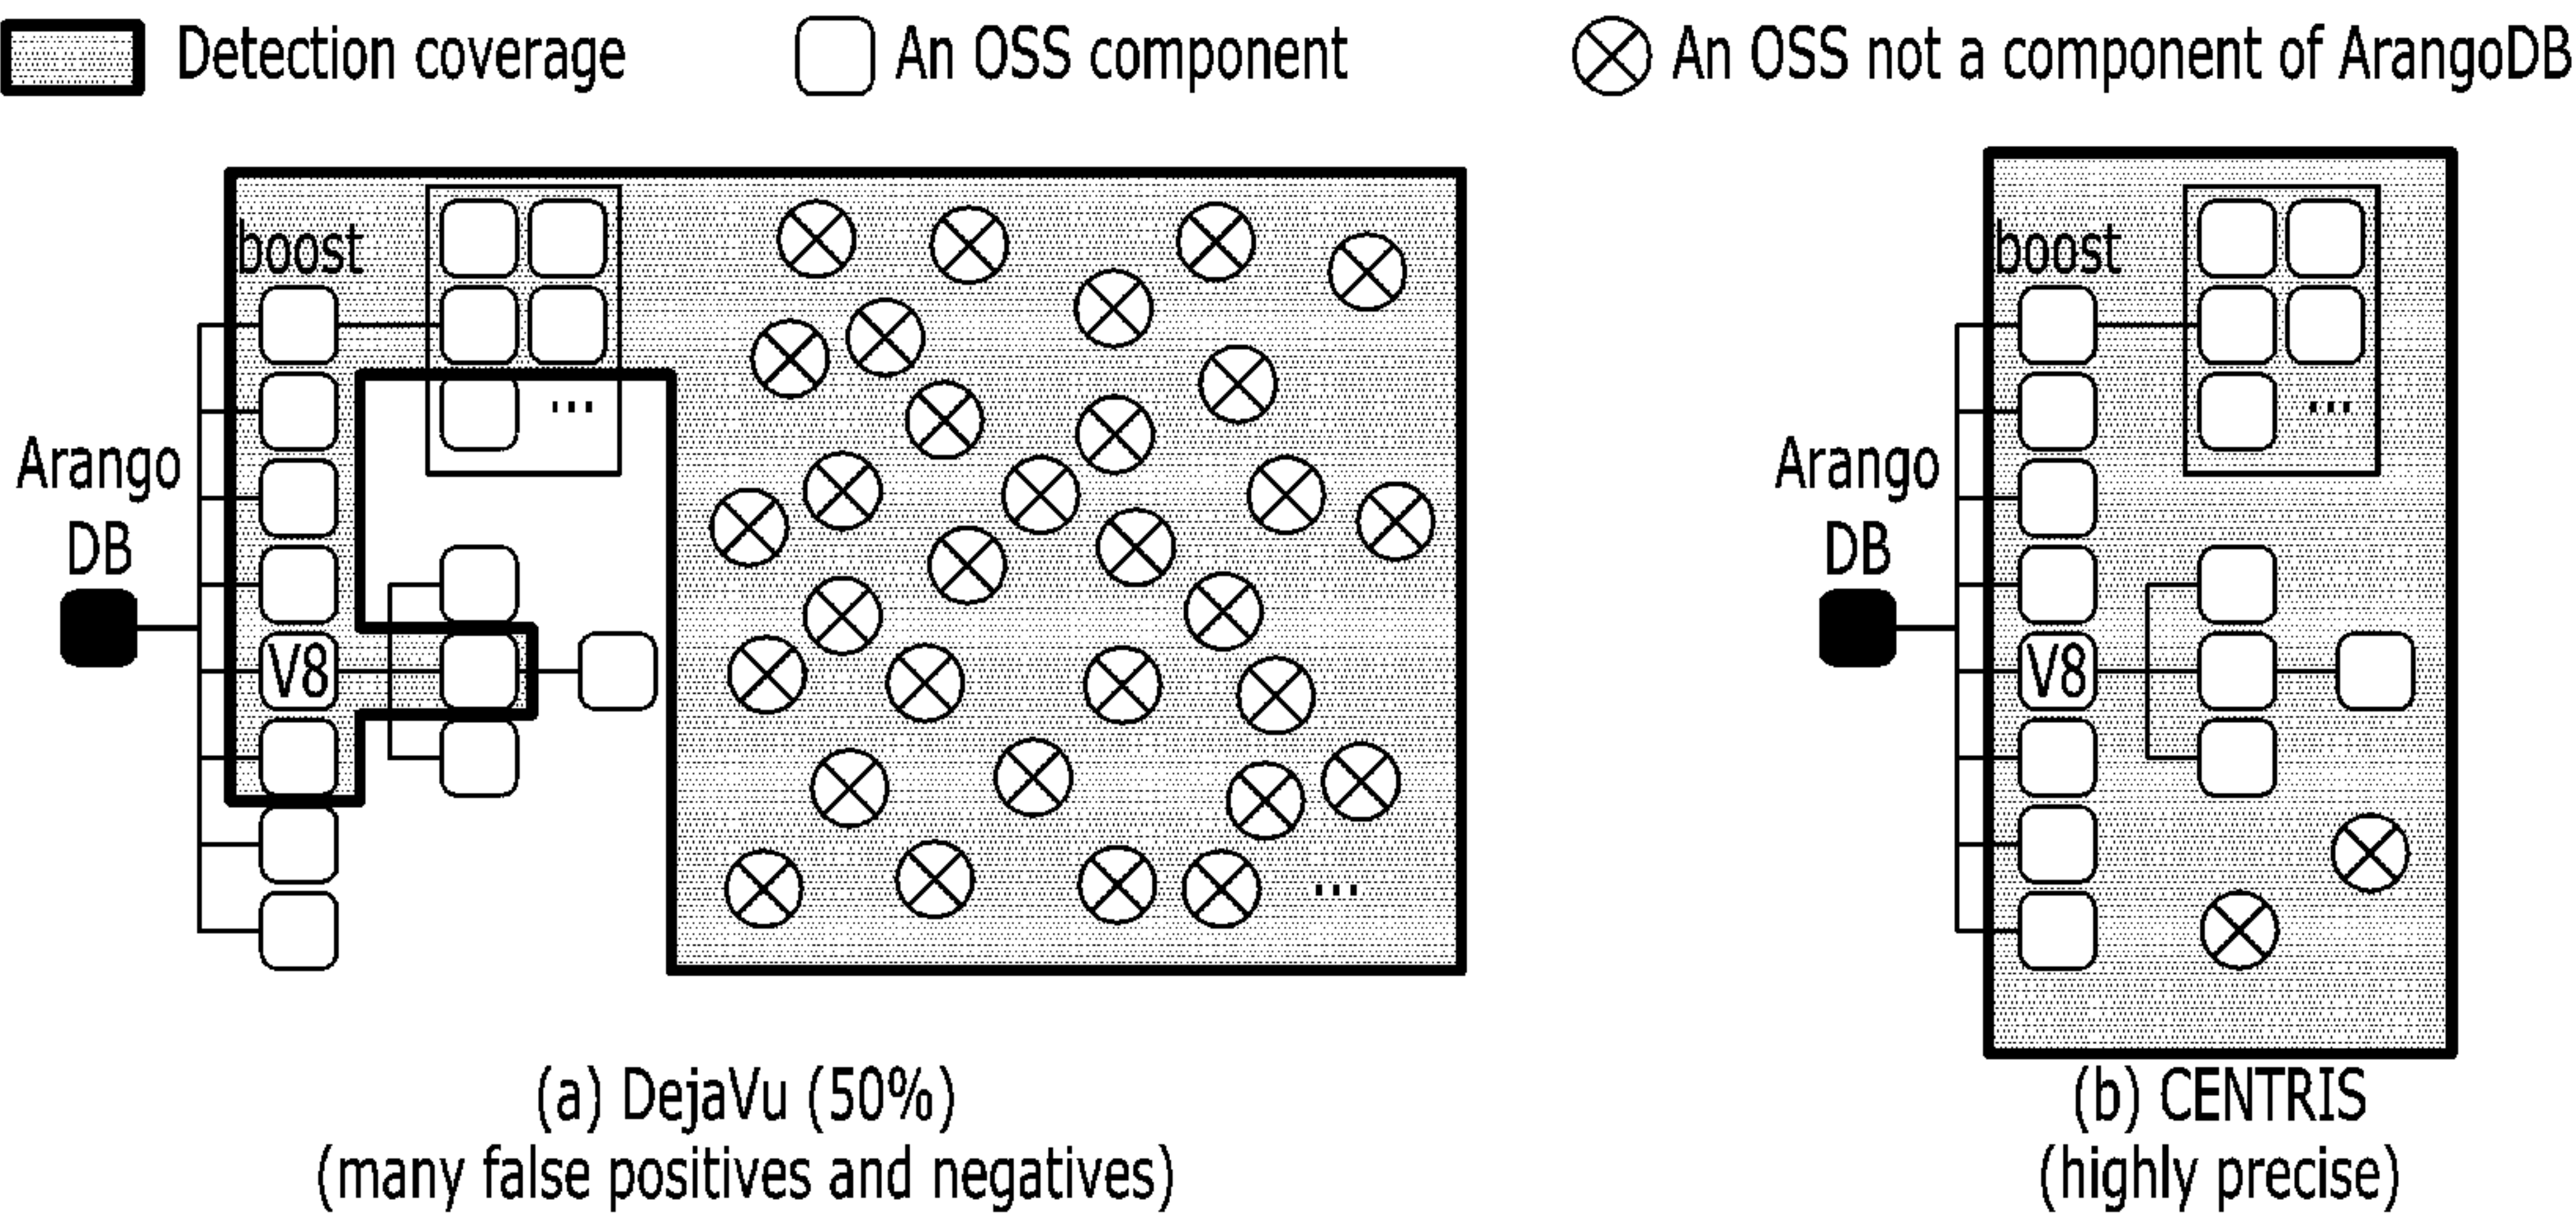 Detection coverage
An OSS component
An OSS not a component of ArangoDB
boost
...
Arango
DB
V8
...
(a) DejaVu (50%)
(many false positives and negatives)
boost
...
Arango
DB
V8
(b) CENTRIS
(highly precise)